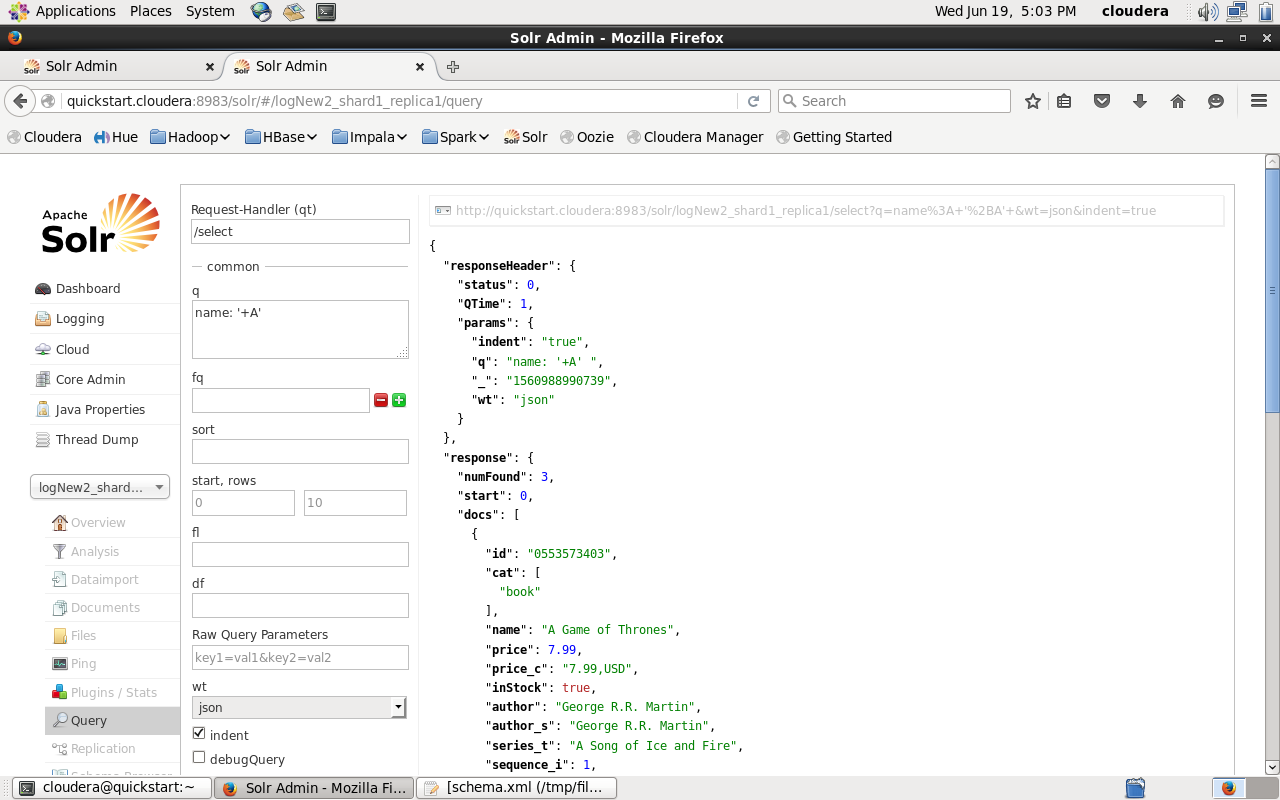 Applications Places System Wed Jun 19, 5:03 PM cloudera
Solr Admin - Mozilla Firefox
Solr Admin Solr Admin
quickstart.cloudera:8983/solr/#/logNew2_shard1_replica1/query Search
Cloudera Hue Hadoop HBase Impala Spark Solr Oozie Cloudera Manager Getting Started
Apache
Solr
Dashboard
Logging
Cloud
Core Admin
Java Properties
Thread Dump
logNew2_shard...
Overview
Analysis
Dataimport
Documents
Files
Ping
Plugins / Stats
Query
Replication
Request-Handler (qt)
/select
common
q
name: '+A'
fq
sort
start, rows
0 10
fl
df
Raw Query Parameters
key1=val1&key2=val2
wt
json
indent
debugQuery
http://quickstart.cloudera:8983/solr/logNew2_shard1_replica1/select?q=name%3A+'%2BA'+&wt=json&indent=true
{
"responseHeader": {
"status": 0,
"QTime": 1,
"params": {
"indent": "true",
"q": "name: '+A' ",
"_": "1560988990739",
"wt": "json"
}
},
"response": {
"numFound": 3,
"start": 0,
"docs": [
{
"id": "0553573403",
"cat": [
"book"
],
"name": "A Game of Thrones",
"price": 7.99,
"price_c": "7.99,USD",
"inStock": true,
"author": "George R.R. Martin",
"author_s": "George R.R. Martin",
"series_t": "A Song of Ice and Fire",
"sequence_i": 1,
cloudera@quickstart:~ Solr Admin - Mozilla Fi... [schema.xml (/tmp/fil...